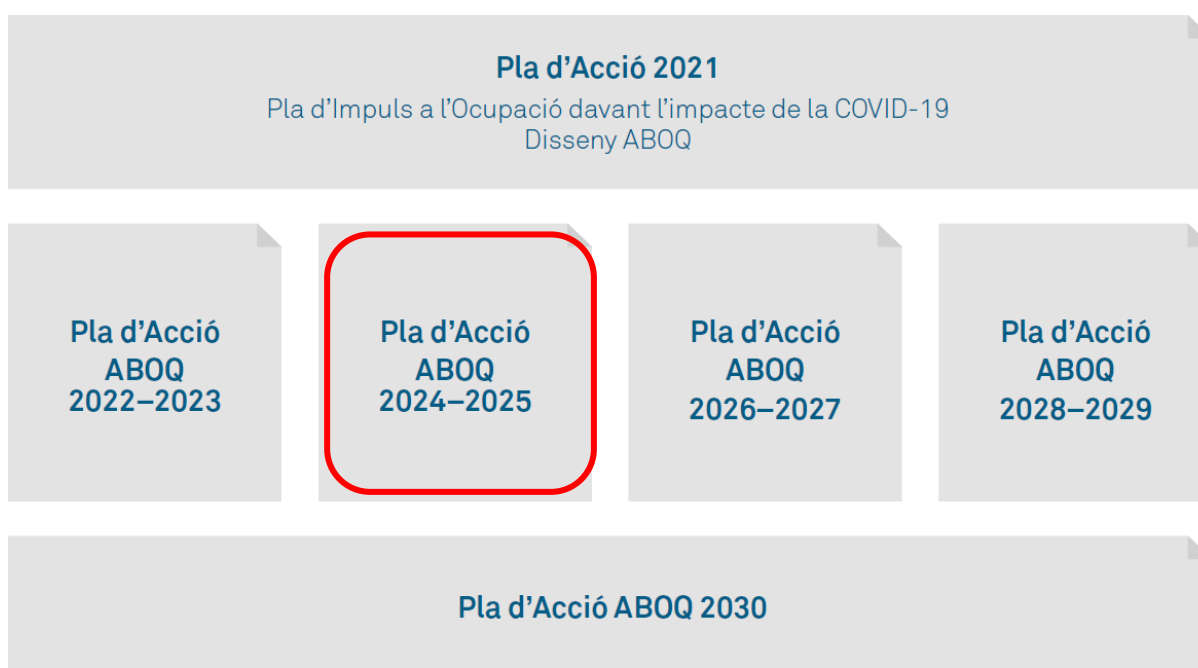 Pla d’Acció 2021
Pla d’Impuls a l’Ocupació davant l’impacte de la COVID-19
Disseny ABOQ
Pla d’Acció
ABOQ
2022–2023
Pla d’Acció
ABOQ
2024–2025
Pla d’Acció
ABOQ
2026–2027
Pla d’Acció
ABOQ
2028–2029
Pla d’Acció ABOQ 2030